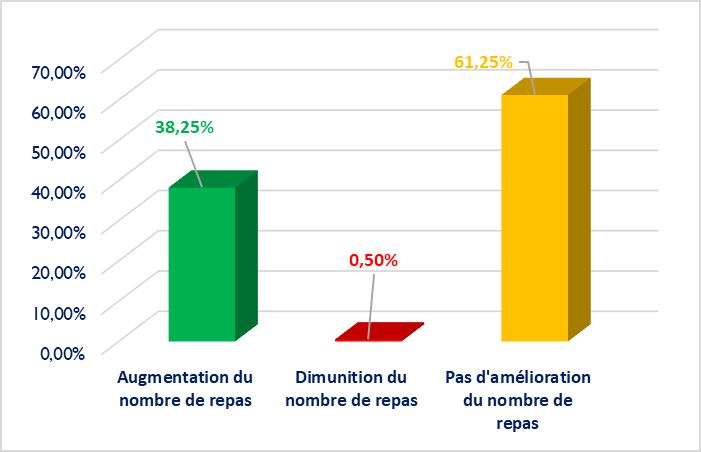 70,00%
60,00%
50,00%
40,00%
30,00%
20,00%
10,00%
0,00%
38,25%
0,50%
61,25%
Augmentation du
nombre de repas
Dimunition du
nombre de repas
Pas d'amélioration
du nombre de
repas